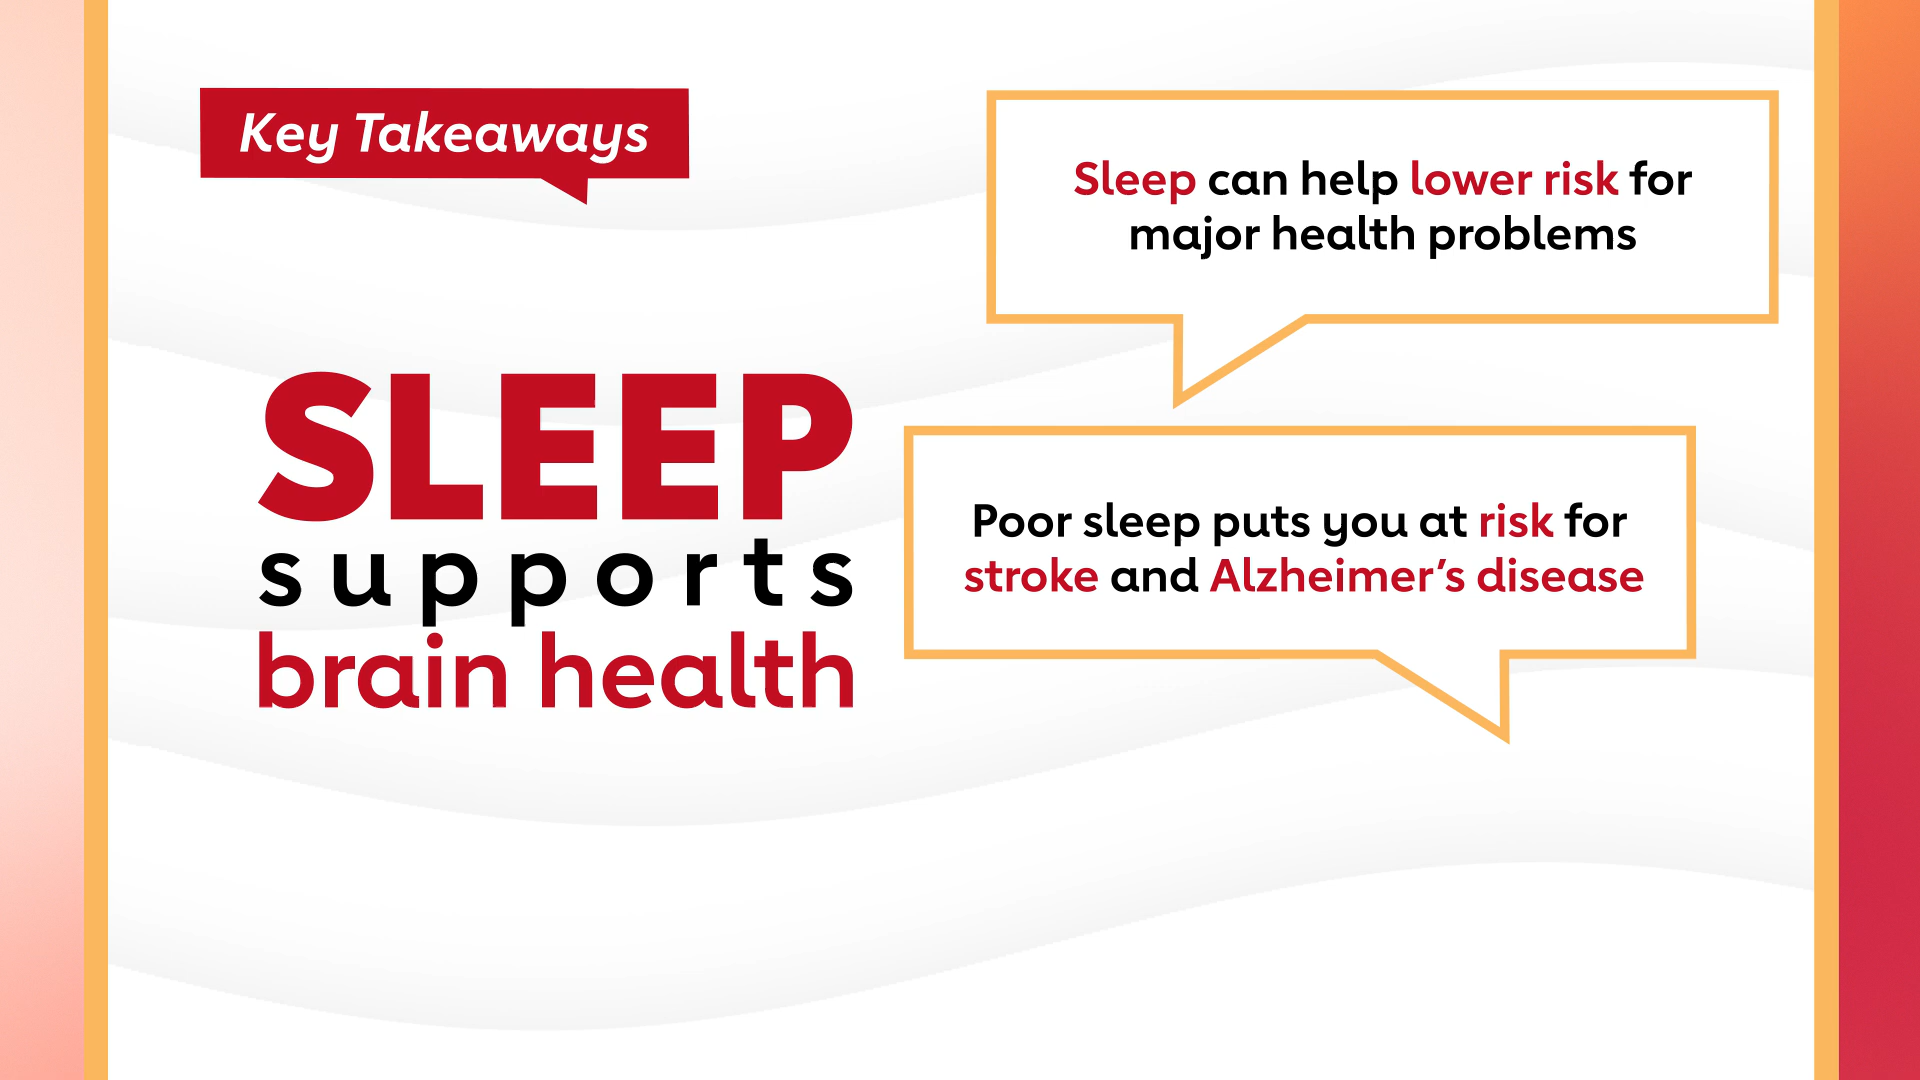 Key Takeaways
SLEEP
supports
brain health
Sleep can help lower risk for
major health problems
Poor sleep puts you at risk for
stroke and Alzheimer’s disease